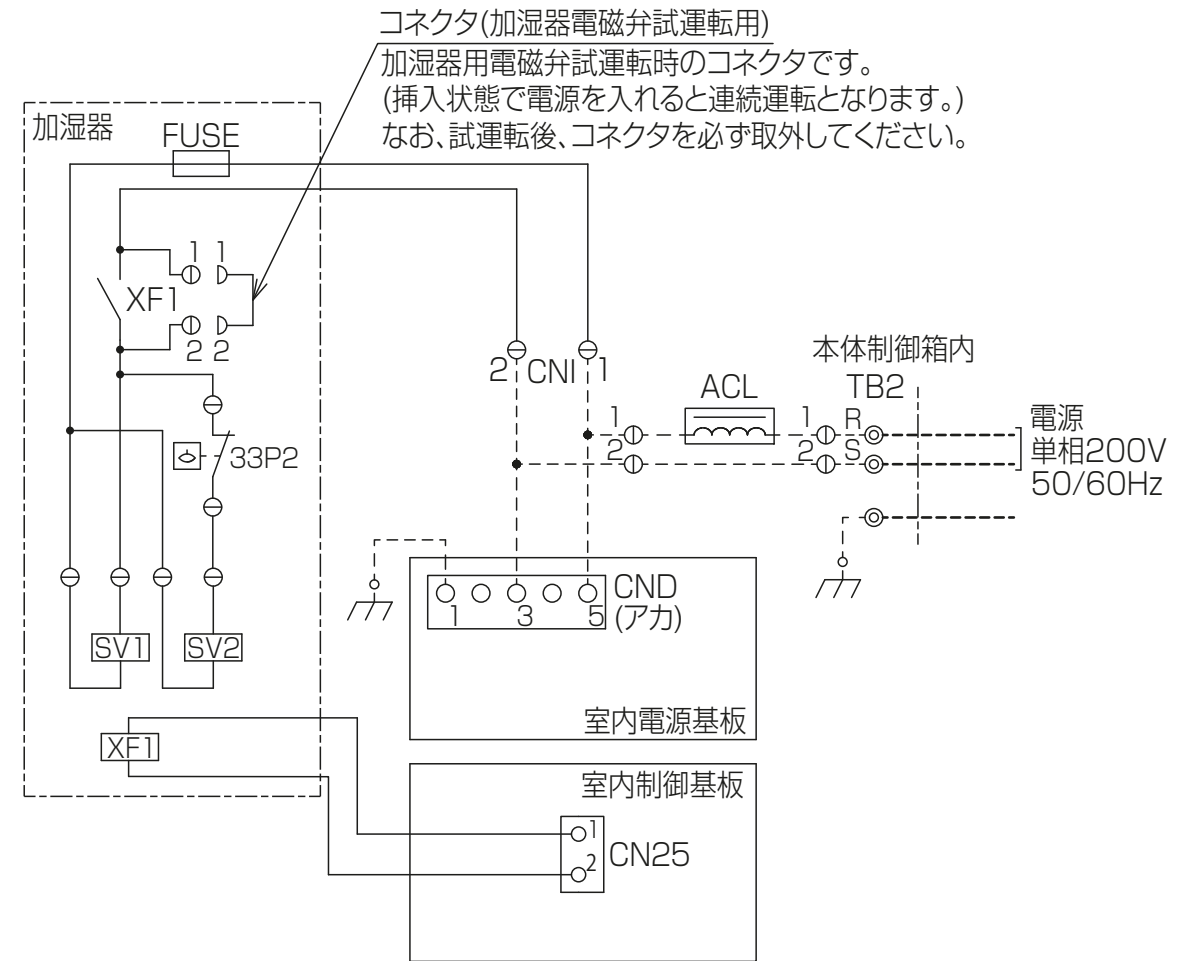 コネクタ(加湿器電磁弁試運転用)
加湿器用電磁弁試運転時のコネクタです。
(挿入状態で電源を入れると連続運転となります。)
なお、試運転後、コネクタを必ず取外してください。
加湿器
FUSE
1 1
XF1
2 2
33P2
SV1
SV2
XF1
2 CNI 1
本体制御箱内
ACL
TB2
1
1 R
2
2 S
電源
単相200V
50/60Hz
CND
1 3 5 (アカ)
室内電源基板
室内制御基板
1
CN25
2